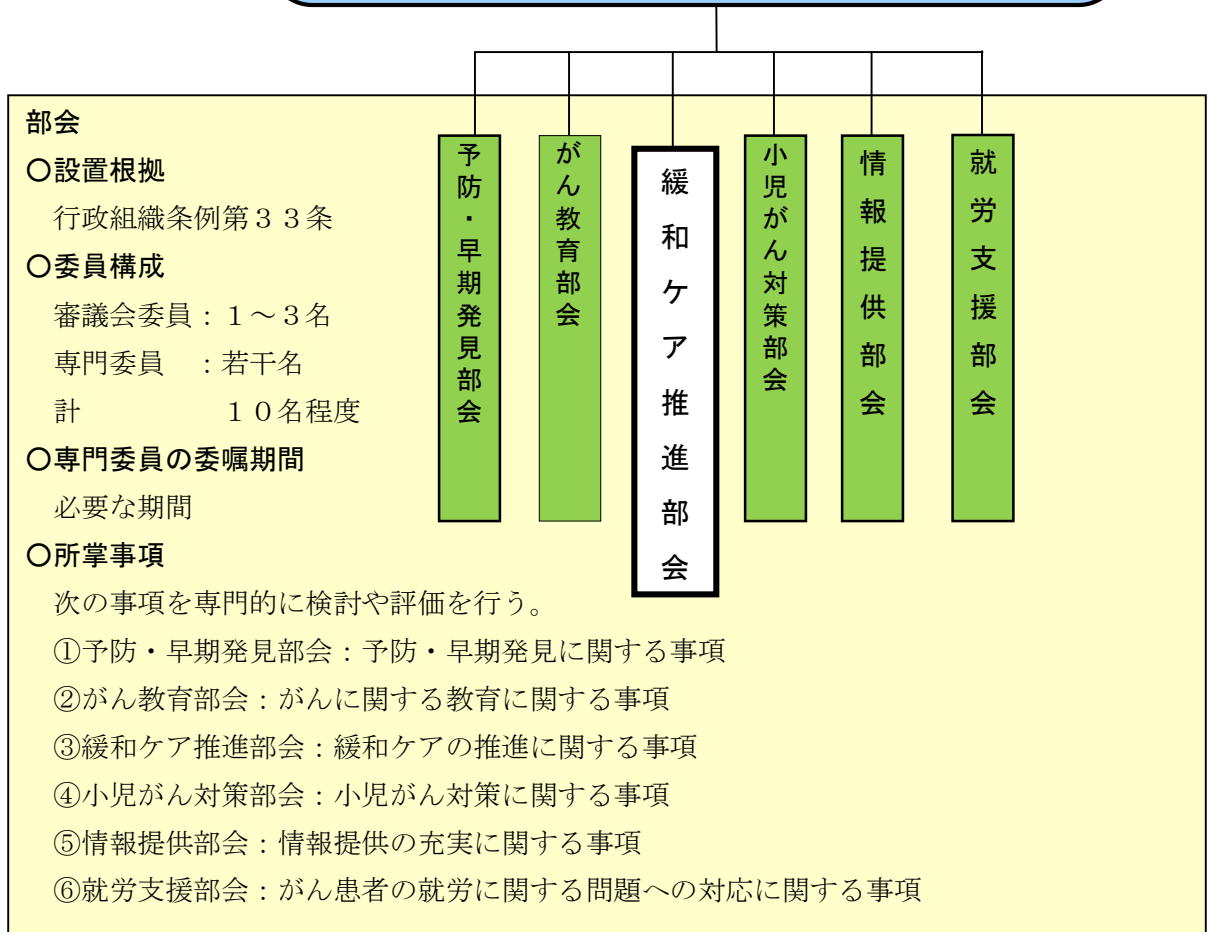 部会
予防・早期発見部会
がん教育部会
緩和ケア推進部会
小児がん対策部会
情報提供部会
就労支援部会
○設置根拠
行政組織条例第３３条
○委員構成
審議会委員：１～３名
専門委員　：若干名
計　　　　　１０名程度
○専門委員の委嘱期間
必要な期間
○所掌事項
次の事項を専門的に検討や評価を行う。
①予防・早期発見部会：予防・早期発見に関する事項
②がん教育部会：がんに関する教育に関する事項
③緩和ケア推進部会：緩和ケアの推進に関する事項
④小児がん対策部会：小児がん対策に関する事項
⑤情報提供部会：情報提供の充実に関する事項
⑥就労支援部会：がん患者の就労に関する問題への対応に関する事項